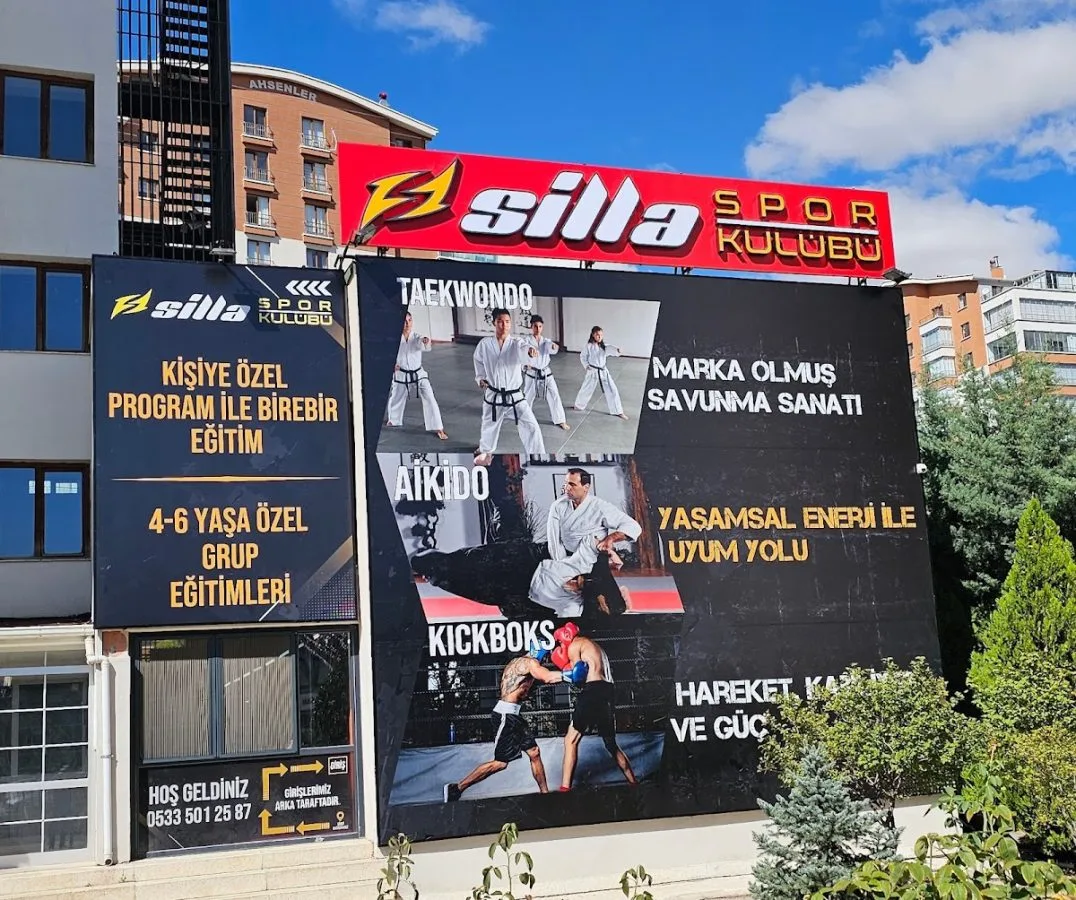 AHSENLER
silla
SPOR
KULÜBÜ
silla
SPOR
KULÜBÜ
KİŞİYE ÖZEL
PROGRAM İLE BİREBİR
EĞİTİM
4-6 YAŞA ÖZEL
GRUP
EĞİTİMLERİ
TAEKWONDO
MARKA OLMUŞ
SAVUNMA SANATI
AİKİDO
YAŞAMSAL ENERJİ İLE
UYUM YOLU
KICKBOKS
HAREKET,
VE GÜÇ
HOŞ GELDİNİZ
0533 501 25 87
GİRİŞ
GİRİŞLERİMİZ
ARKA TARAFTADIR.